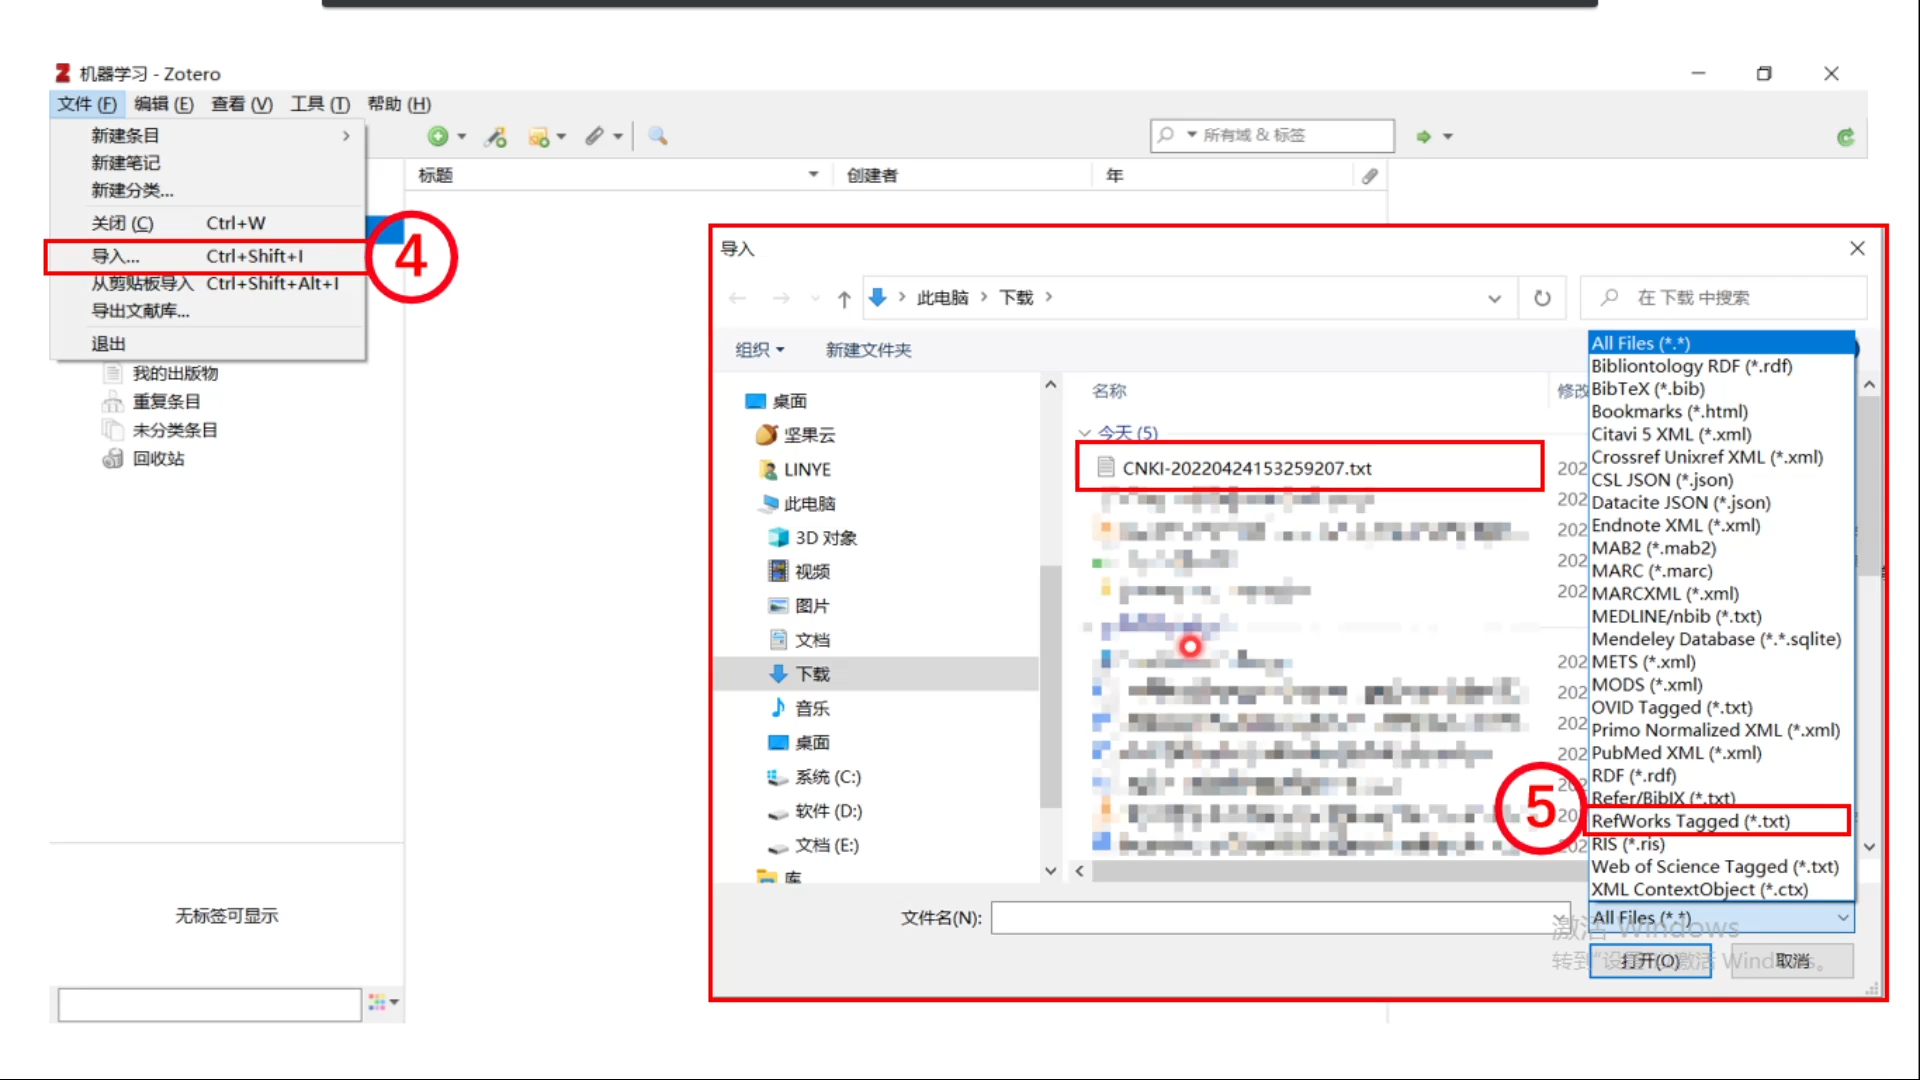 机器学习 - Zotero
文件 (F) 编辑 (E) 查看 (V) 工具 (T) 帮助 (H)
新建条目
新建笔记
新建分类...
关闭 (C) Ctrl+W
导入... Ctrl+Shift+I
从剪贴板导入 Ctrl+Shift+Alt+I
导出文献库...
退出
④
所有域 & 标签
标题 创建者 年
我的出版物
重复条目
未分类条目
回收站
无标签可显示
导入
此电脑 下载
在 下载 中搜索
组织 新建文件夹
桌面
坚果云
LINYE
此电脑
3D 对象
视频
图片
文档
下载
音乐
桌面
系统 (C:)
软件 (D:)
文档 (E:)
库
名称 修改
今天 (5)
CNKI-20220424153259207.txt 202
202
202
202
202
202
202
202
202
202
202
202
All Files (*.*)
Bibliontology RDF (*.rdf)
BibTeX (*.bib)
Bookmarks (*.html)
Citavi 5 XML (*.xml)
Crossref Unixref XML (*.xml)
CSL JSON (*.json)
Datacite JSON (*.json)
Endnote XML (*.xml)
MAB2 (*.mab2)
MARC (*.marc)
MARCXML (*.xml)
MEDLINE/nbib (*.txt)
Mendeley Database (*.*.sqlite)
METS (*.xml)
MODS (*.xml)
OVID Tagged (*.txt)
Primo Normalized XML (*.xml)
PubMed XML (*.xml)
RDF (*.rdf)
Refer/BibIX (*.txt)
⑤
RefWorks Tagged (*.txt)
RIS (*.ris)
Web of Science Tagged (*.txt)
XML ContextObject (*.ctx)
文件名(N):
All Files (*.*)
打开(O) 取消
激活 Windows
转到"设置"以激活 Windows。